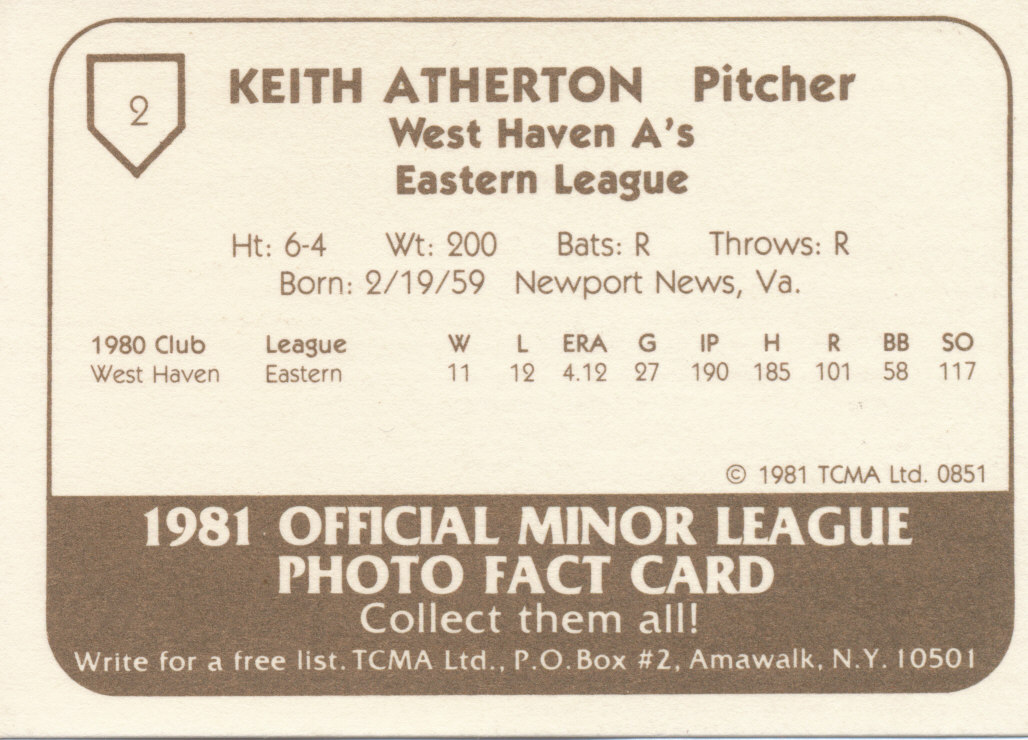 2
KEITH ATHERTON Pitcher
West Haven A's
Eastern League
Ht: 6-4 Wt: 200 Bats: R Throws: R
Born: 2/19/59 Newport News, Va.
1980 Club League W L ERA G IP H R BB SO
West Haven Eastern 11 12 4.12 27 190 185 101 58 117
© 1981 TCMA Ltd. 0851
1981 OFFICIAL MINOR LEAGUE
PHOTO FACT CARD
Collect them all!
Write for a free list. TCMA Ltd., P.O. Box #2, Amawalk, N.Y. 10501